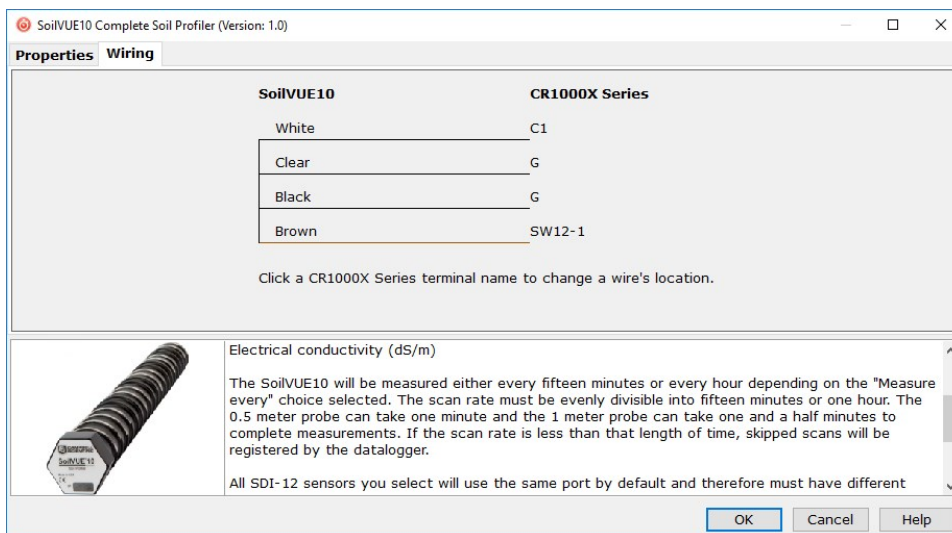 SoilVUE10 Complete Soil Profiler (Version: 1.0)
Properties Wiring
SoilVUE10 CR1000X Series
White C1
Clear G
Black G
Brown SW12-1
Click a CR1000X Series terminal name to change a wire's location.
Electrical conductivity (dS/m)
The SoilVUE10 will be measured either every fifteen minutes or every hour depending on the "Measure
every" choice selected. The scan rate must be evenly divisible into fifteen minutes or one hour. The
0.5 meter probe can take one minute and the 1 meter probe can take one and a half minutes to
complete measurements. If the scan rate is less than that length of time, skipped scans will be
registered by the datalogger.
All SDI-12 sensors you select will use the same port by default and therefore must have different
SoilVUE10
OK Cancel Help